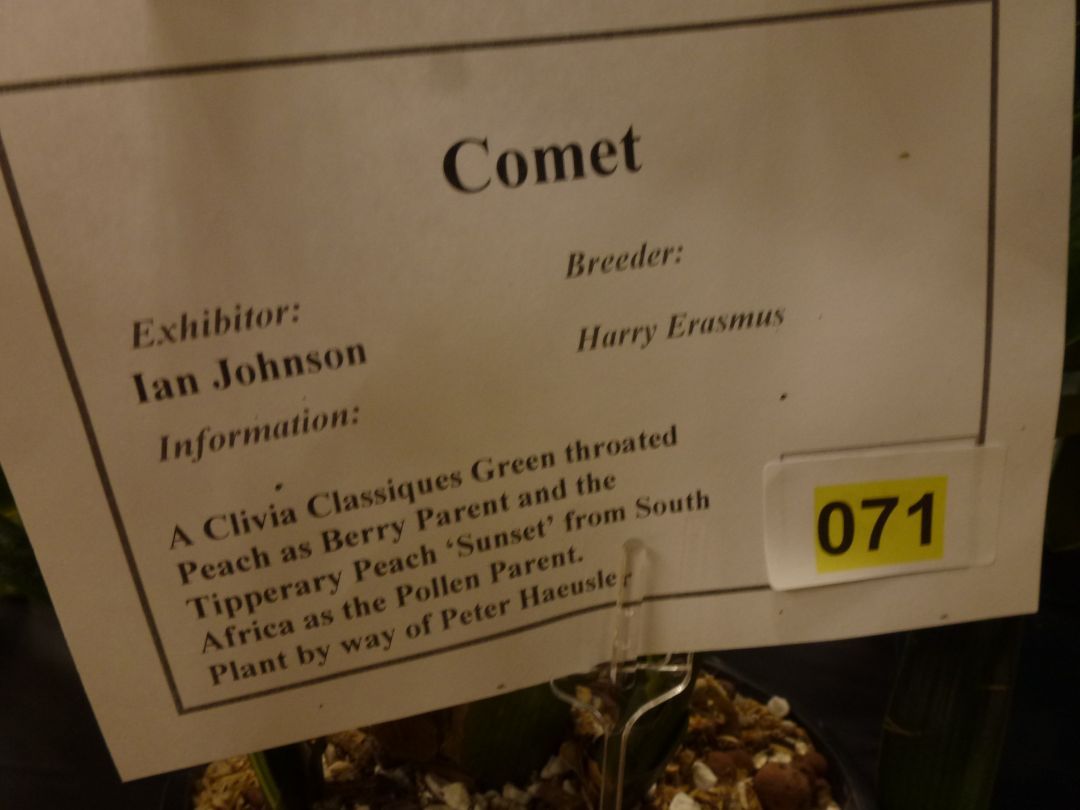 Comet
Breeder:
Harry Erasmus
Exhibitor:
Ian Johnson
Information:
A Clivia Classiques Green throated
Peach as Berry Parent and the
Tipperary Peach ‘Sunset’ from South
Africa as the Pollen Parent.
Plant by way of Peter Haeusler
071